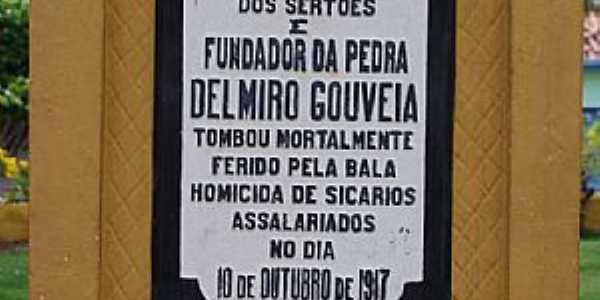 DOS SERTÕES
E
FUNDADOR DA PEDRA
DELMIRO GOUVEIA
TOMBOU MORTALMENTE
FERIDO PELA BALA
HOMICIDA DE SICARIOS
ASSALARIADOS
NO DIA
10 DE OUTUBRO DE 1917